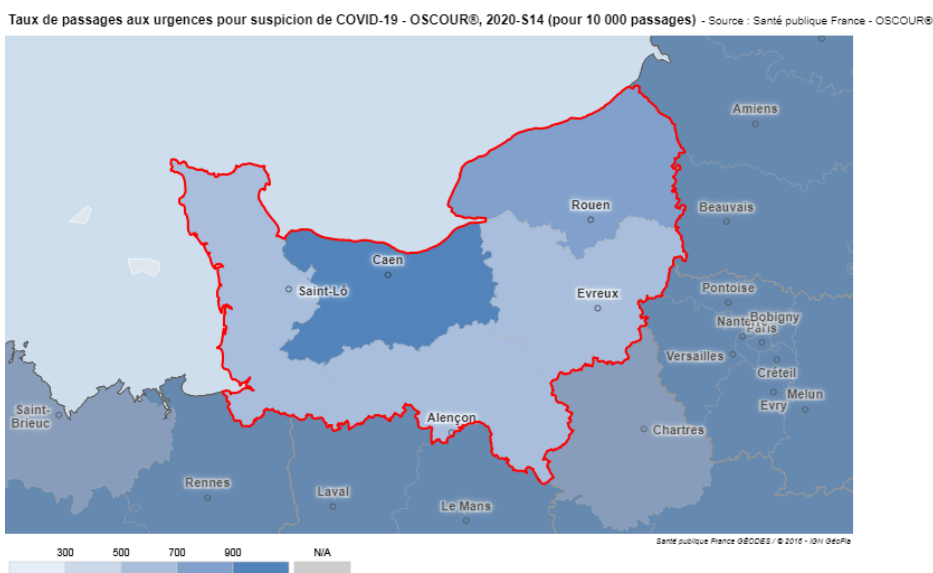 Taux de passages aux urgences pour suspicion de COVID-19 - OSCOUR®, 2020-S14 (pour 10 000 passages) - Source : Santé publique France - OSCOUR®
Amiens
Rouen
Beauvais
Caen
Saint-Lô
Evreux
Pontoise
Bobigny
Paris
Versailles
Créteil
Melun
Evry
Saint-
Brieuc
Alençon
Chartres
Rennes
Laval
Le Mans
Santé publique France GÉODES / © 2016 - IGN GéoFla
300 500 700 900 N/A